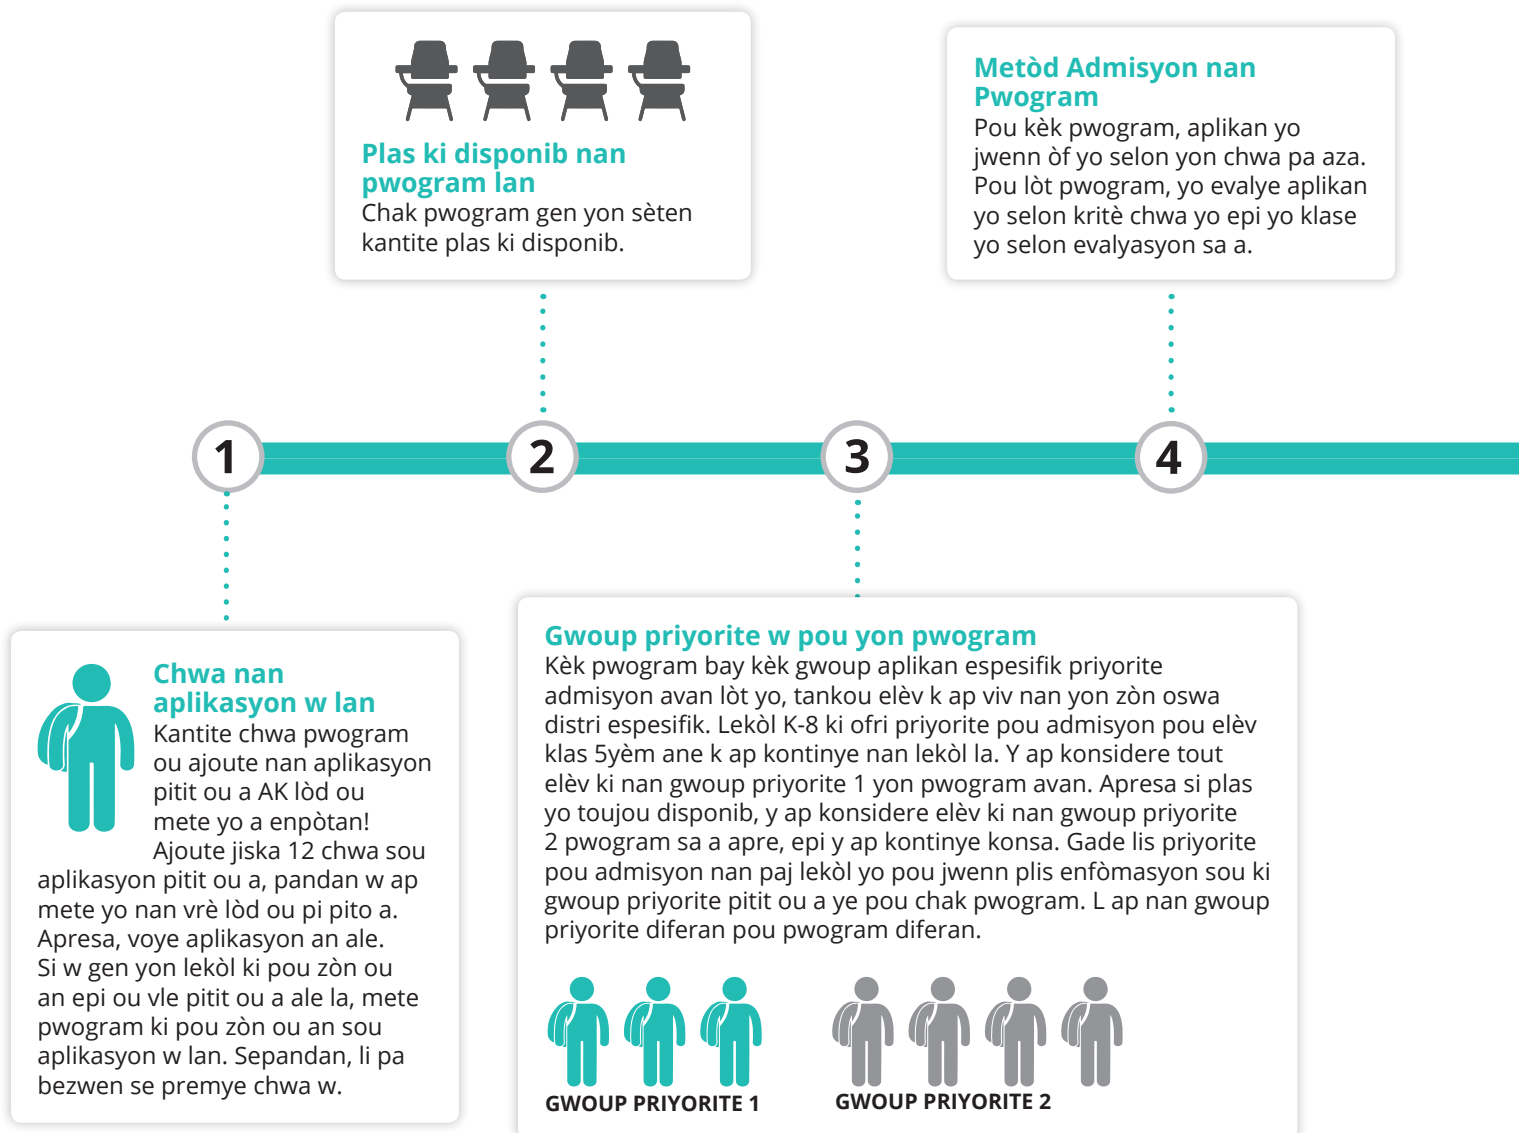 Plas ki disponib nan
pwogram lan
Chak pwogram gen yon sèten
kantite plas ki disponib.
Metòd Admisyon nan
Pwogram
Pou kèk pwogram, aplikan yo
jwenn òf yo selon yon chwa pa aza.
Pou lòt pwogram, yo evalye aplikan
yo selon kritè chwa yo epi yo klase
yo selon evalyasyon sa a.
1
2
3
4
Chwa nan
aplikasyon w lan
Kantite chwa pwogram
ou ajoute nan aplikasyon
pitit ou a AK lòd ou
mete yo a enpòtan!
Ajoute jiska 12 chwa sou
aplikasyon pitit ou a, pandan w ap
mete yo nan vrè lòd ou pi pito a.
Apresa, voye aplikasyon an ale.
Si w gen yon lekòl ki pou zòn ou
an epi ou vle pitit ou a ale la, mete
pwogram ki pou zòn ou an sou
aplikasyon w lan. Sepandan, li pa
bezwen se premye chwa w.
Gwoup priyorite w pou yon pwogram
Kèk pwogram bay kèk gwoup aplikan espesifik priyorite
admisyon avan lòt yo, tankou elèv k ap viv nan yon zòn oswa
distri espesifik. Lekòl K-8 ki ofri priyorite pou admisyon pou elèv
klas 5yèm ane k ap kontinye nan lekòl la. Y ap konsidere tout
elèv ki nan gwoup priyorite 1 yon pwogram avan. Apresa si plas
yo toujou disponib, y ap konsidere elèv ki nan gwoup priyorite
2 pwogram sa a apre, epi y ap kontinye konsa. Gade lis priyorite
pou admisyon nan paj lekòl yo pou jwenn plis enfòmasyon sou ki
gwoup priyorite pitit ou a ye pou chak pwogram. L ap nan gwoup
priyorite diferan pou pwogram diferan.
GWOUP PRIYORITE 1
GWOUP PRIYORITE 2